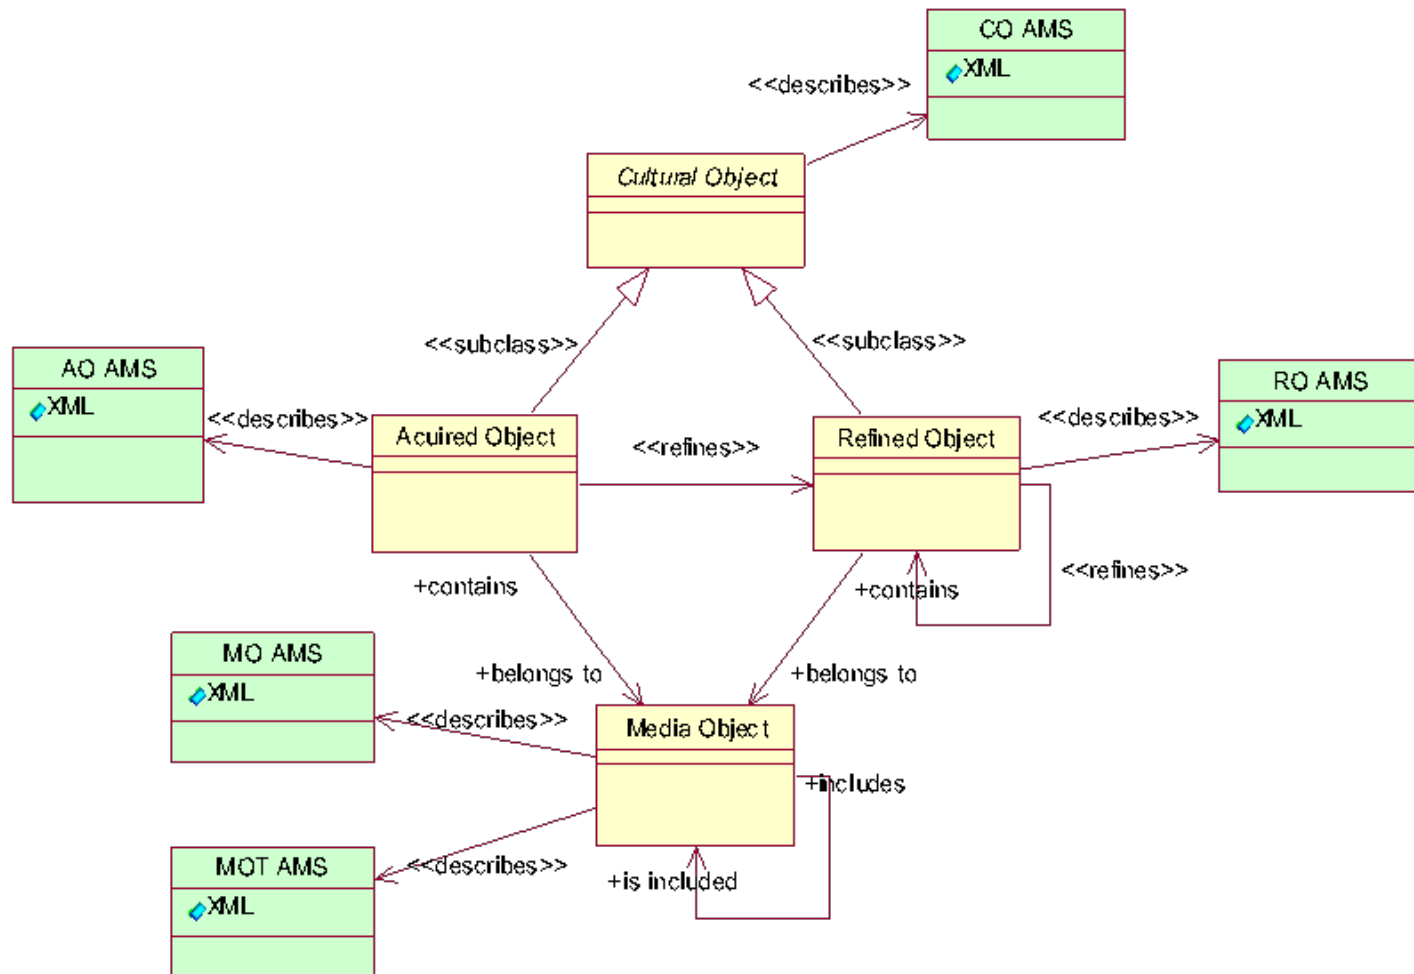 CO AMS
XML
<<describes>>
Cultural Object
<<subclass>>
<<subclass>>
AO AMS
XML
<<describes>>
Acuired Object
<<refines>>
Refined Object
<<describes>>
RO AMS
XML
+contains
+contains
<<refines>>
+belongs to
+belongs to
MO AMS
XML
<<describes>>
Media Object
+includes
<<describes>>
+is included
MOT AMS
XML